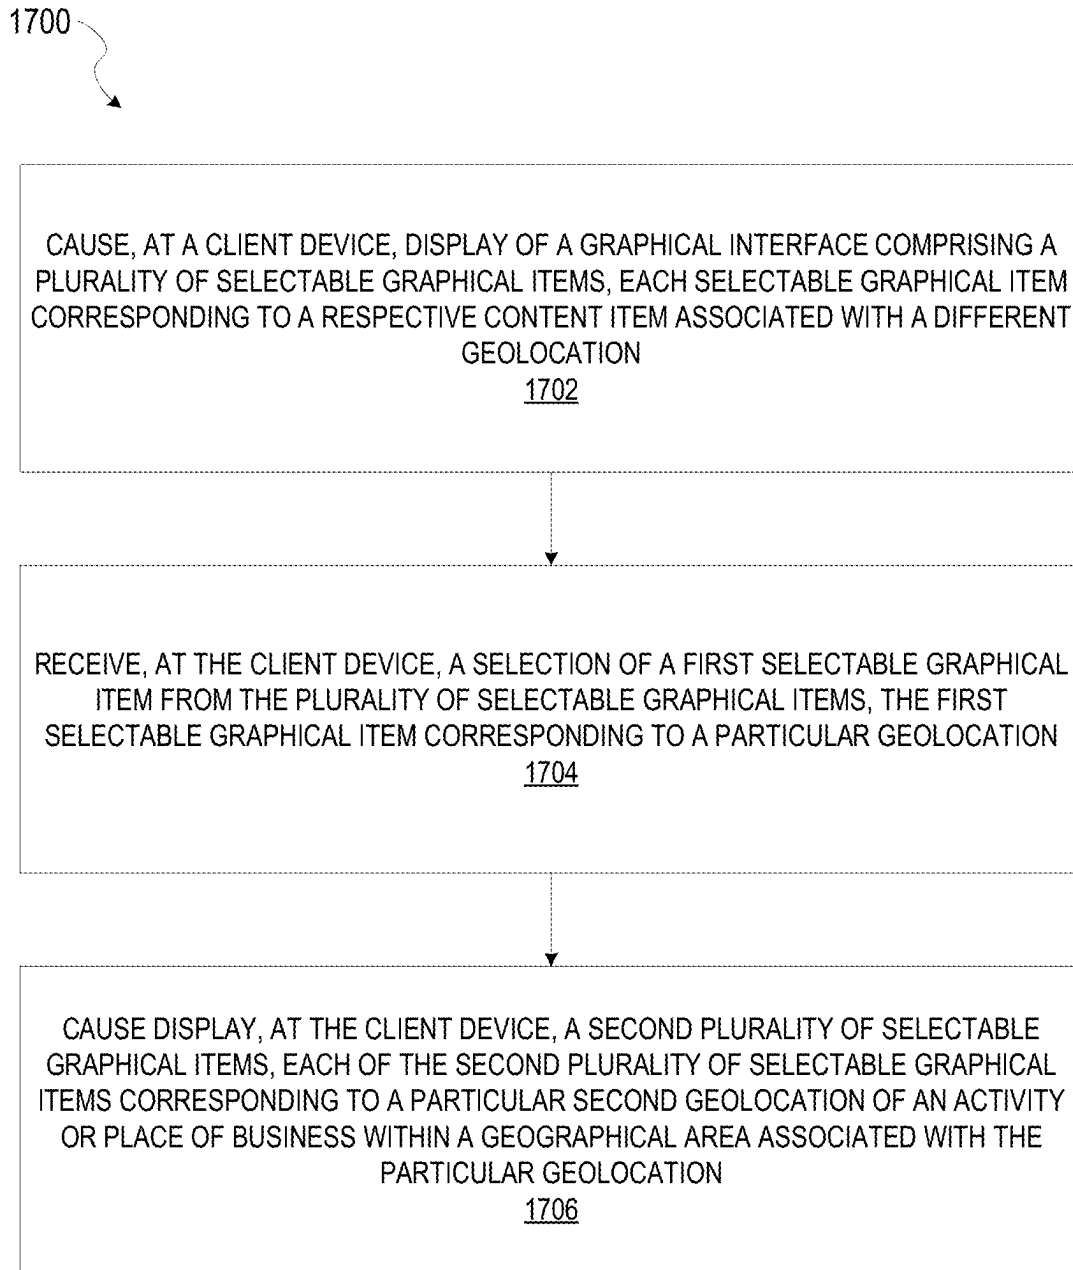 1700
CAUSE, AT A CLIENT DEVICE, DISPLAY OF A GRAPHICAL INTERFACE COMPRISING A
PLURALITY OF SELECTABLE GRAPHICAL ITEMS, EACH SELECTABLE GRAPHICAL ITEM
CORRESPONDING TO A RESPECTIVE CONTENT ITEM ASSOCIATED WITH A DIFFERENT
GEOLOCATION
1702
RECEIVE, AT THE CLIENT DEVICE, A SELECTION OF A FIRST SELECTABLE GRAPHICAL
ITEM FROM THE PLURALITY OF SELECTABLE GRAPHICAL ITEMS, THE FIRST
SELECTABLE GRAPHICAL ITEM CORRESPONDING TO A PARTICULAR GEOLOCATION
1704
CAUSE DISPLAY, AT THE CLIENT DEVICE, A SECOND PLURALITY OF SELECTABLE
GRAPHICAL ITEMS, EACH OF THE SECOND PLURALITY OF SELECTABLE GRAPHICAL
ITEMS CORRESPONDING TO A PARTICULAR SECOND GEOLOCATION OF AN ACTIVITY
OR PLACE OF BUSINESS WITHIN A GEOGRAPHICAL AREA ASSOCIATED WITH THE
PARTICULAR GEOLOCATION
1706